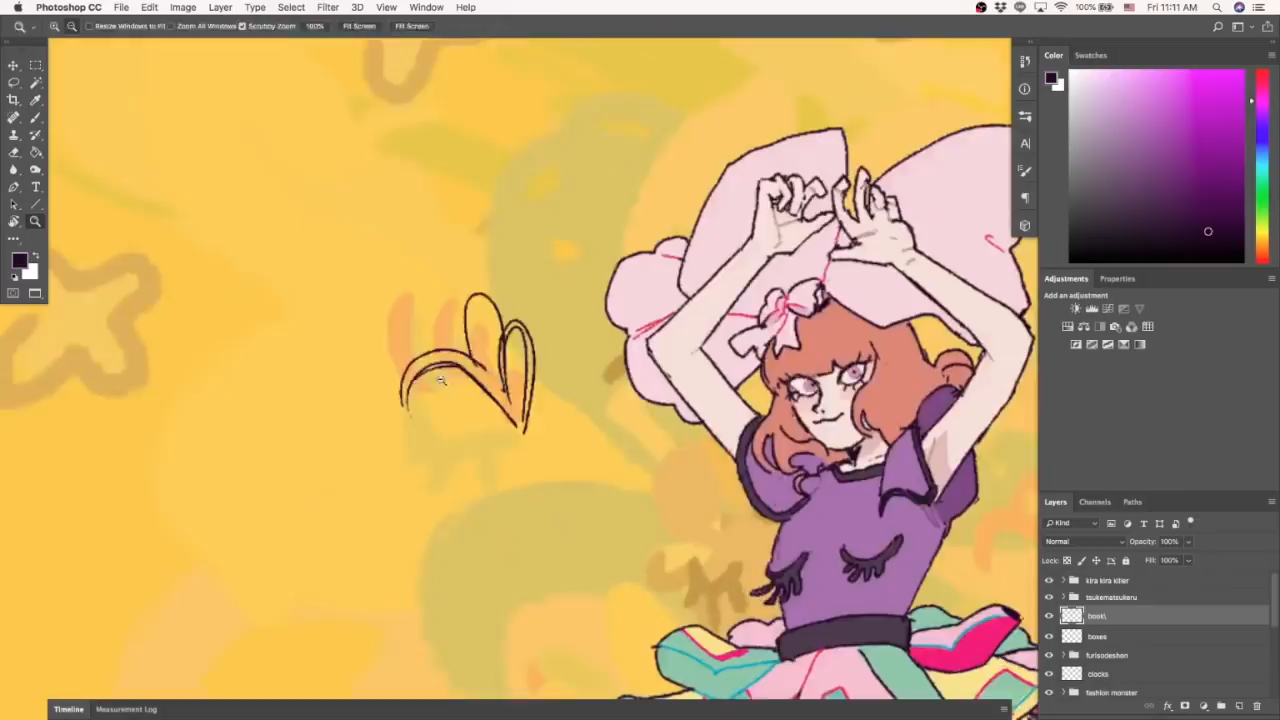 Photoshop CC File Edit Image Layer Type Select Filter 3D View Window Help 100% Fri 11:11 AM
Resize Windows to Fit Zoom All Windows Scrubby Zoom 100% Fit Screen Fill Screen
Color Swatches
Adjustments Properties
Add an adjustment
Layers Channels Paths
Kind
Normal Opacity: 100%
Lock: Fill: 100%
kira kira killer
tsukematsukeru
book\
boxes
furisodeshon
clocks
fashion monster
Timeline Measurement Log